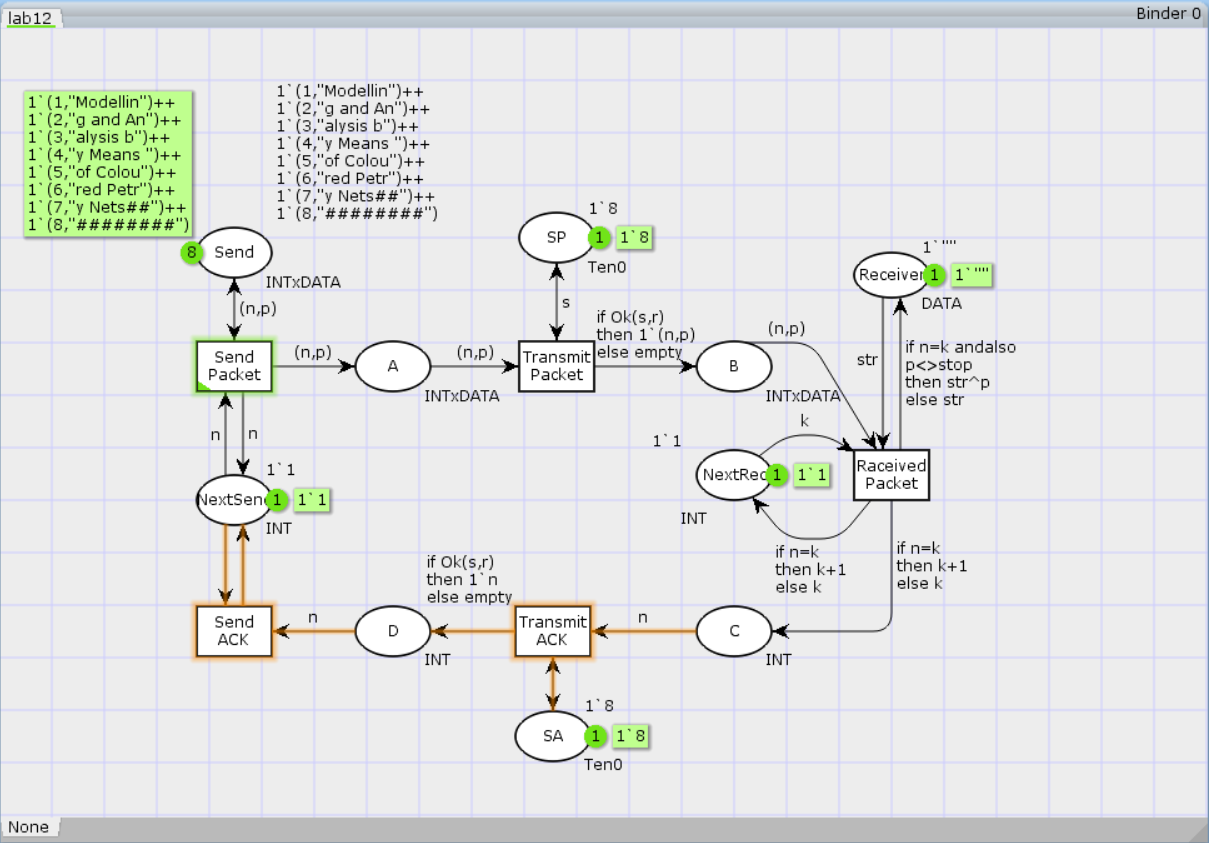 lab12
Binder 0
1`(1,"Modellin")++
1`(2,"g and An")++
1`(3,"alysis b")++
1`(4,"y Means ")++
1`(5,"of Colou")++
1`(6,"red Petr")++
1`(7,"y Nets##")++
1`(8,"########")
1`(1,"Modellin")++
1`(2,"g and An")++
1`(3,"alysis b")++
1`(4,"y Means ")++
1`(5,"of Colou")++
1`(6,"red Petr")++
1`(7,"y Nets##")++
1`(8,"########")
8
Send
INTxDATA
1`8
SP
1
1`8
Ten0
1`""
Receiver
1
1`""
DATA
(n,p)
s
if Ok(s,r)
then 1`(n,p)
else empty
(n,p)
Send
Packet
(n,p)
A
INTxDATA
(n,p)
Transmit
Packet
B
INTxDATA
str
if n=k andalso
p<>stop
then str^p
else str
n
n
k
1`1
NextRec
1
1`1
INT
Raceived
Packet
1`1
NextSend
1
1`1
INT
if n=k
then k+1
else k
if n=k
then k+1
else k
if Ok(s,r)
then 1`n
else empty
Send
ACK
n
D
INT
Transmit
ACK
n
C
INT
1`8
SA
1
1`8
Ten0
None